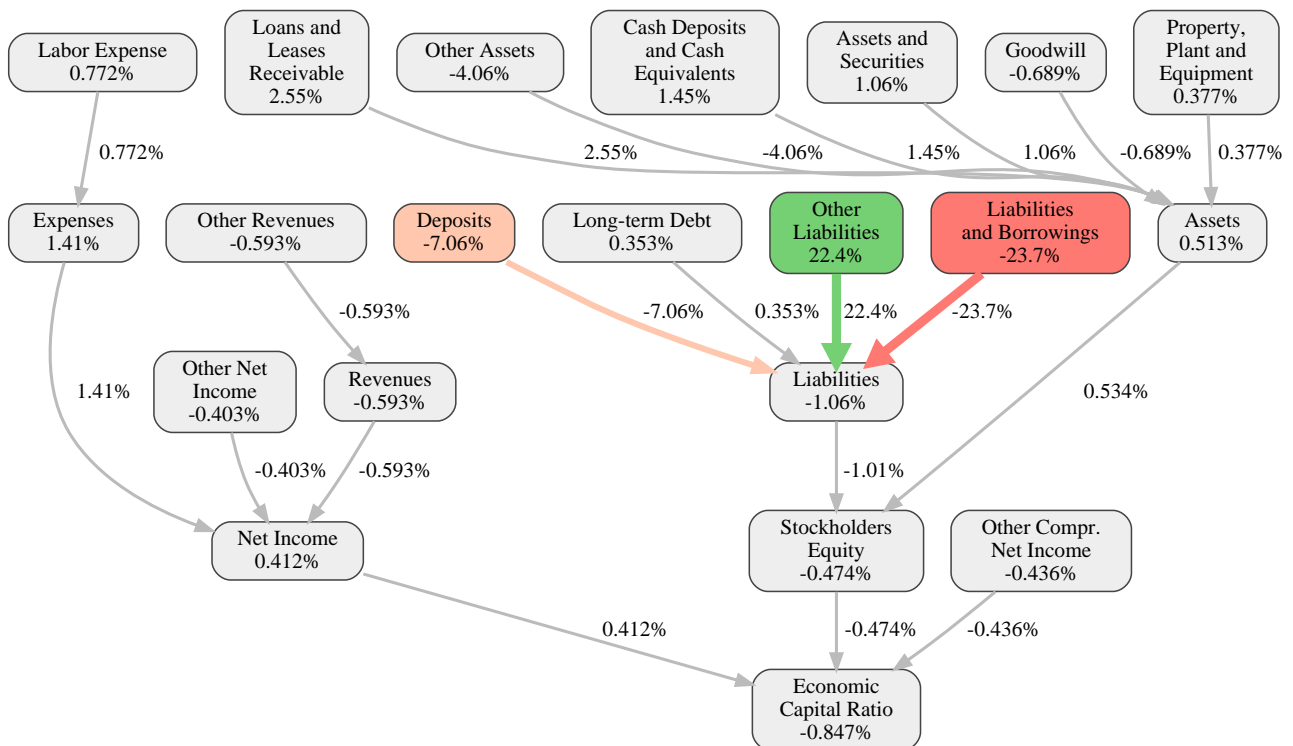 Labor Expense
0.772%
Loans and
Leases
Receivable
2.55%
Other Assets
-4.06%
Cash Deposits
and Cash
Equivalents
1.45%
Assets and
Securities
1.06%
Goodwill
-0.689%
Property,
Plant and
Equipment
0.377%
0.772%
2.55%
-4.06%
1.45%
1.06%
-0.689%
0.377%
Expenses
1.41%
Other Revenues
-0.593%
Deposits
-7.06%
Long-term Debt
0.353%
Other
Liabilities
22.4%
Liabilities
and Borrowings
-23.7%
Assets
0.513%
-0.593%
-7.06%
0.353%
22.4%
-23.7%
1.41%
Other Net
Income
-0.403%
Revenues
-0.593%
Liabilities
-1.06%
0.534%
-0.403%
-0.593%
-1.01%
Net Income
0.412%
Stockholders
Equity
-0.474%
Other Compr.
Net Income
-0.436%
0.412%
-0.474%
-0.436%
Economic
Capital Ratio
-0.847%